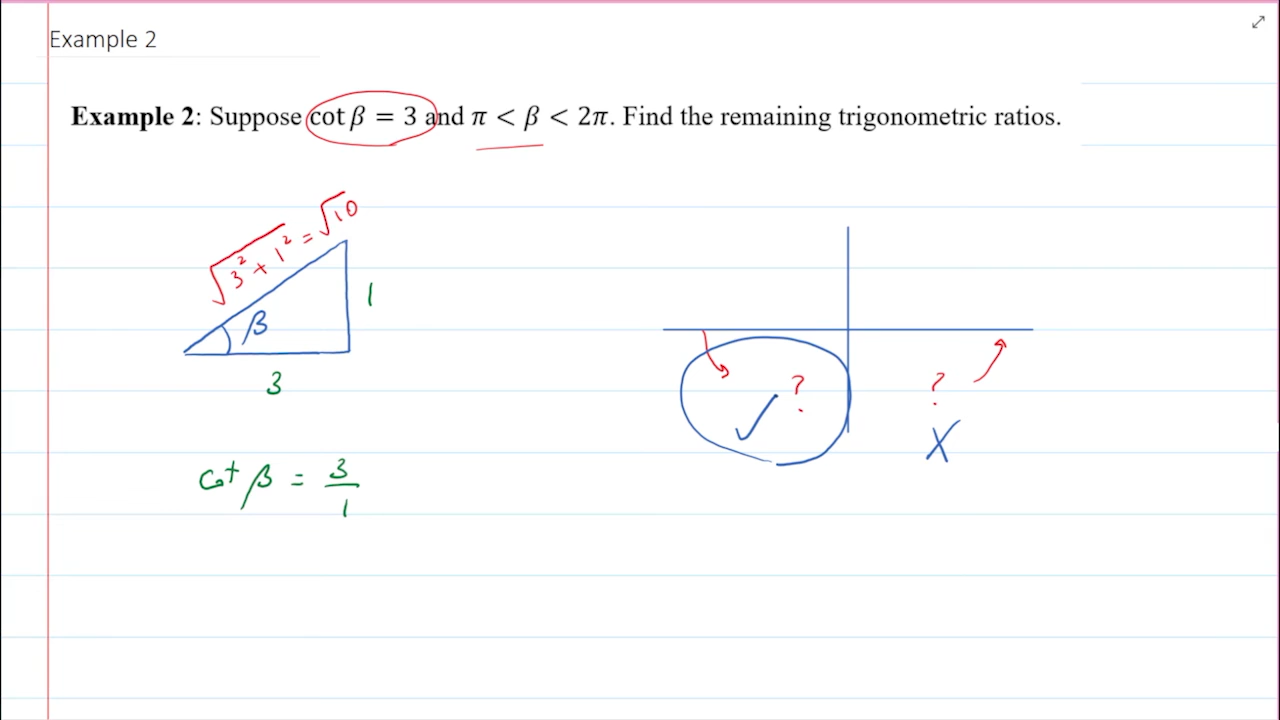 Example 2
Example 2: Suppose cot β = 3 and π < β < 2π. Find the remaining trigonometric ratios.
√3² + 1² = √10
β
1
3
? ?
✓ X
cot β = 3/1